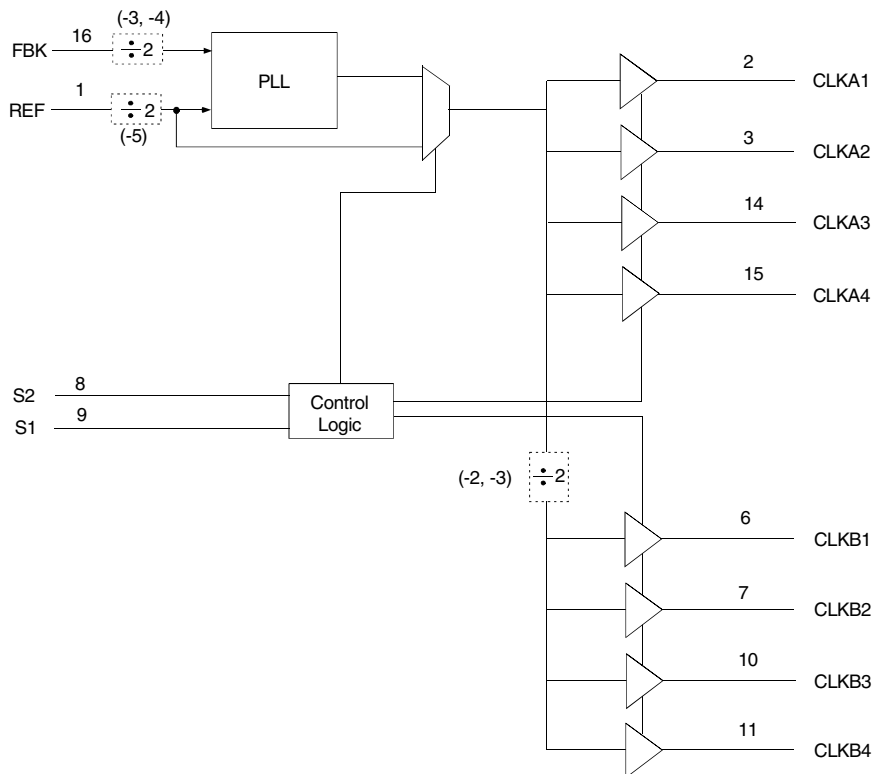 (-3, -4)
FBK 16 ÷2
PLL
REF 1 ÷2
(-5)
2 CLKA1
3 CLKA2
14 CLKA3
15 CLKA4
S2 8
S1 9
Control
Logic
(-2, -3) ÷2
6 CLKB1
7 CLKB2
10 CLKB3
11 CLKB4